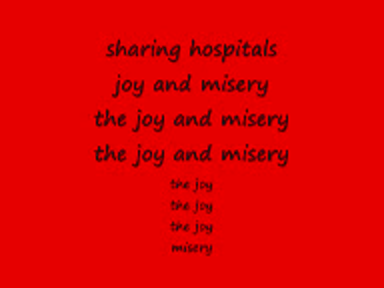 sharing hospitals
joy and misery
the joy and misery
the joy and misery
the joy
the joy
the joy
misery